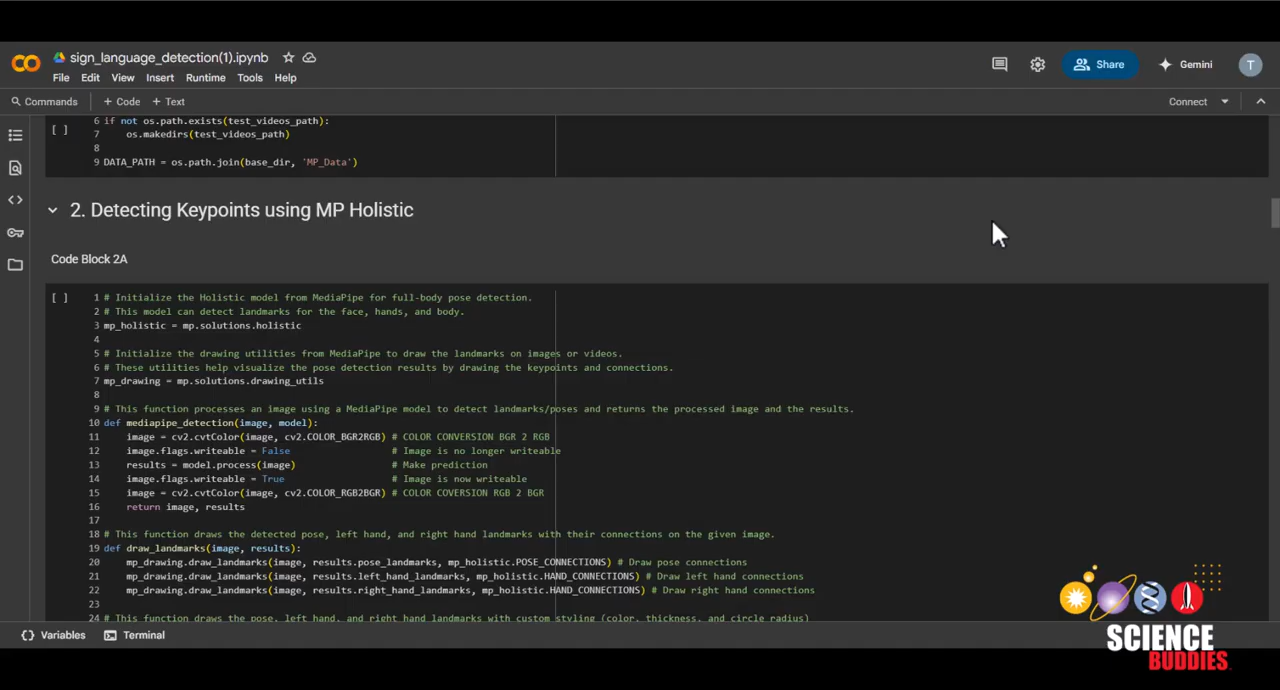 sign_language_detection(1).ipynb
File Edit View Insert Runtime Tools Help
Share
Gemini
T
Commands + Code + Text
Connect
6 if not os.path.exists(test_videos_path):
[ ]
7 os.makedirs(test_videos_path)
8
9 DATA_PATH = os.path.join(base_dir, 'MP_Data')
2. Detecting Keypoints using MP Holistic
Code Block 2A
[ ] 1 # Initialize the Holistic model from MediaPipe for full-body pose detection.
2 # This model can detect landmarks for the face, hands, and body.
3 mp_holistic = mp.solutions.holistic
4
5 # Initialize the drawing utilities from MediaPipe to draw the landmarks on images or videos.
6 # These utilities help visualize the pose detection results by drawing the keypoints and connections.
7 mp_drawing = mp.solutions.drawing_utils
8
9 # This function processes an image using a MediaPipe model to detect landmarks/poses and returns the processed image and the results.
10 def mediapipe_detection(image, model):
11 image = cv2.cvtColor(image, cv2.COLOR_BGR2RGB) # COLOR CONVERSION BGR 2 RGB
12 image.flags.writeable = False # Image is no longer writeable
13 results = model.process(image) # Make prediction
14 image.flags.writeable = True # Image is now writeable
15 image = cv2.cvtColor(image, cv2.COLOR_RGB2BGR) # COLOR COVERSION RGB 2 BGR
16 return image, results
17
18 # This function draws the detected pose, left hand, and right hand landmarks with their connections on the given image.
19 def draw_landmarks(image, results):
20 mp_drawing.draw_landmarks(image, results.pose_landmarks, mp_holistic.POSE_CONNECTIONS) # Draw pose connections
21 mp_drawing.draw_landmarks(image, results.left_hand_landmarks, mp_holistic.HAND_CONNECTIONS) # Draw left hand connections
22 mp_drawing.draw_landmarks(image, results.right_hand_landmarks, mp_holistic.HAND_CONNECTIONS) # Draw right hand connections
23
24 # This function draws the pose, left hand, and right hand landmarks with custom styling (color, thickness, and circle radius)
Variables Terminal
SCIENCE
BUDDIES